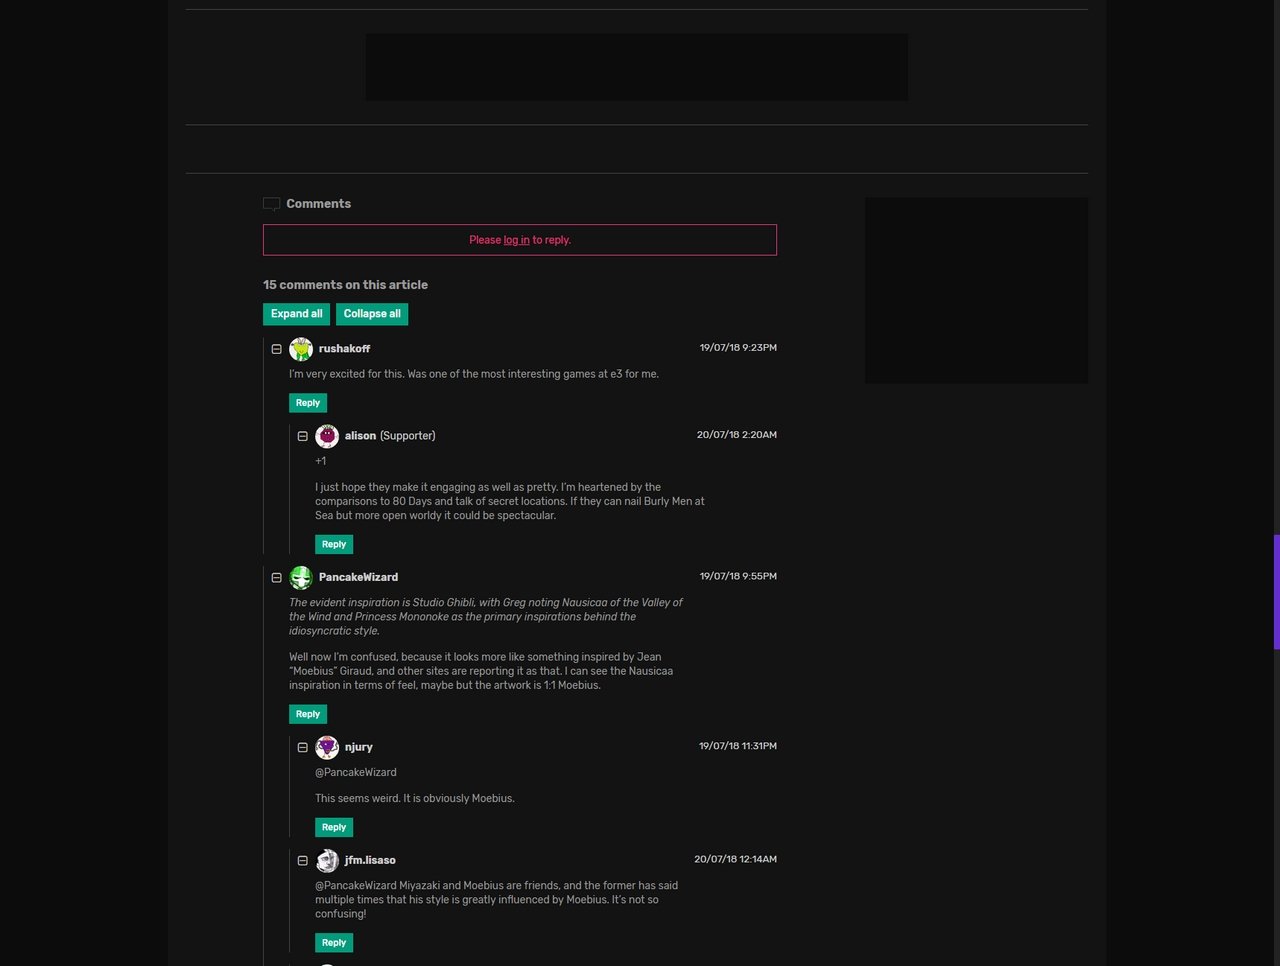 Comments
Please log in to reply.
15 comments on this article
Expand all
Collapse all
rushakoff
19/07/18 9:23PM
I'm very excited for this. Was one of the most interesting games at e3 for me.
Reply
alison (Supporter)
20/07/18 2:20AM
+1
I just hope they make it engaging as well as pretty. I'm heartened by the
comparisons to 80 Days and talk of secret locations. If they can nail Burly Men at
Sea but more open worldy it could be spectacular.
Reply
PancakeWizard
19/07/18 9:55PM
The evident inspiration is Studio Ghibli, with Greg noting Nausicaa of the Valley of
the Wind and Princess Mononoke as the primary inspirations behind the
idiosyncratic style.
Well now I'm confused, because it looks more like something inspired by Jean
“Moebius” Giraud, and other sites are reporting it as that. I can see the Nausicaa
inspiration in terms of feel, maybe but the artwork is 1:1 Moebius.
Reply
njury
19/07/18 11:31PM
@PancakeWizard
This seems weird. It is obviously Moebius.
Reply
jfm.lisaso
20/07/18 12:14AM
@PancakeWizard Miyazaki and Moebius are friends, and the former has said
multiple times that his style is greatly influenced by Moebius. It's not so
confusing!
Reply